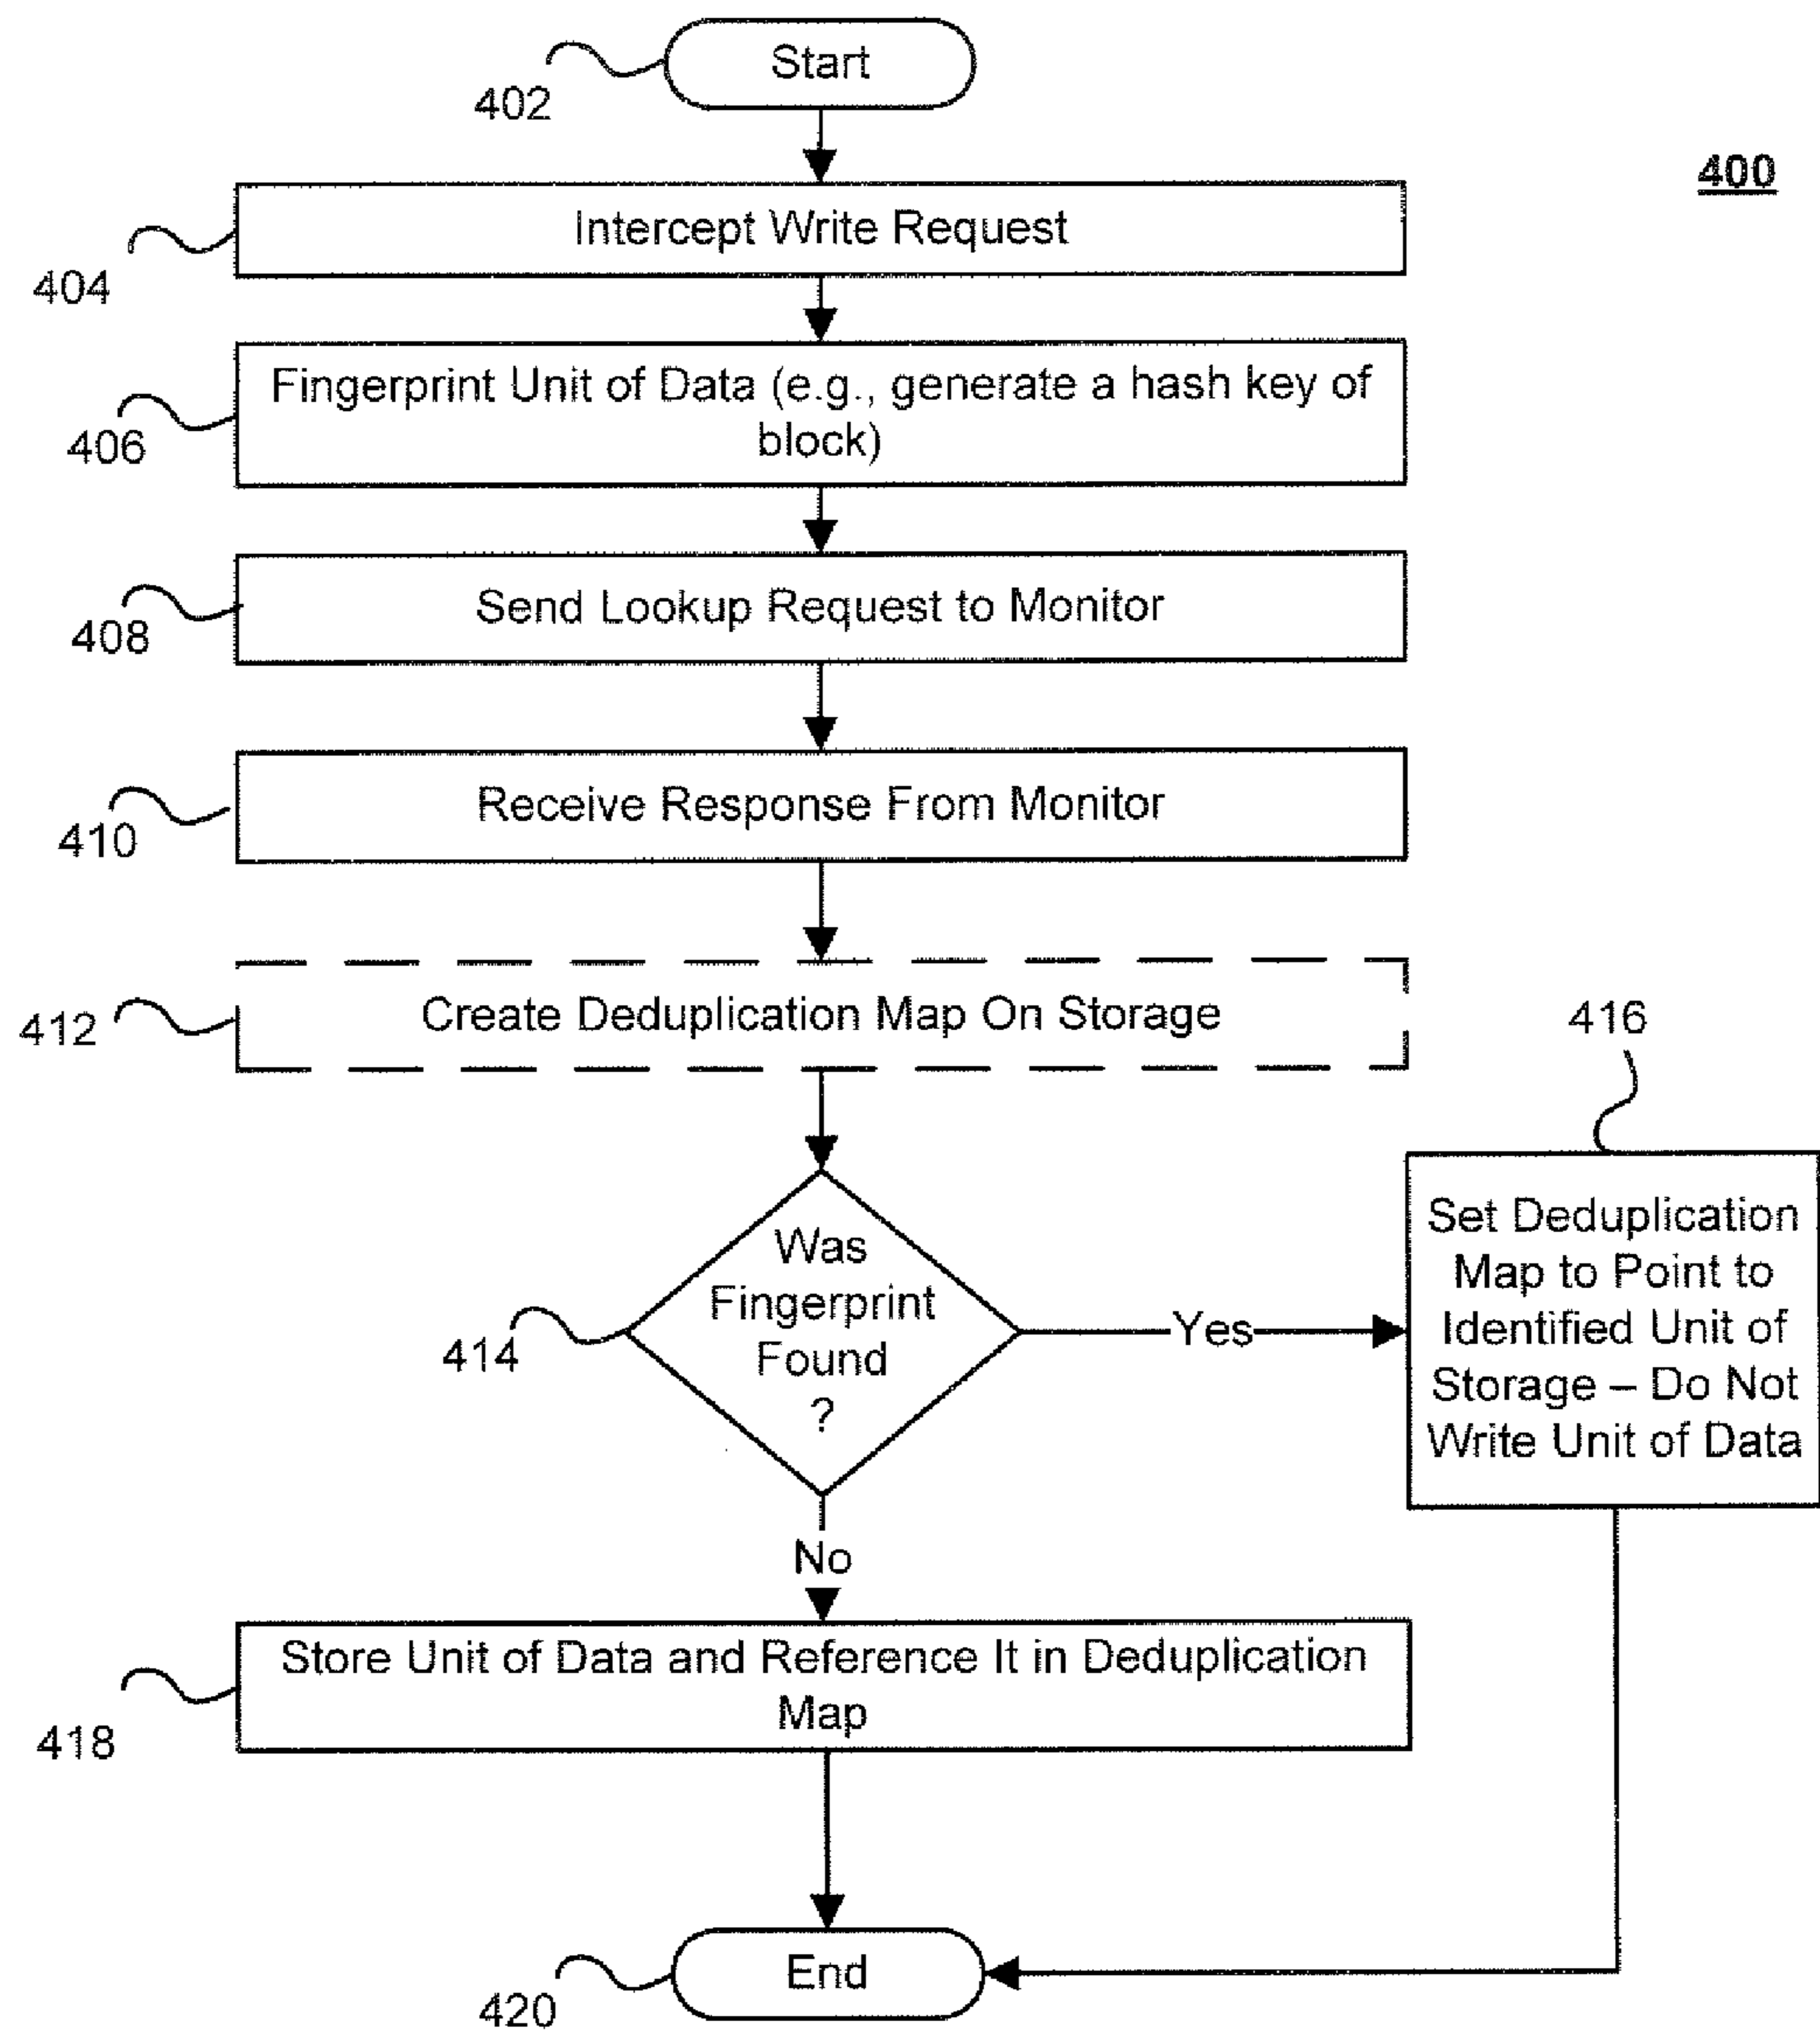 Start
402
400
Intercept Write Request
404
Fingerprint Unit of Data (e.g., generate a hash key of
block)
406
Send Lookup Request to Monitor
408
Receive Response From Monitor
410
Create Deduplication Map On Storage
412
416
Was
Fingerprint
Found
?
414
Yes
Set Deduplication
Map to Point to
Identified Unit of
Storage – Do Not
Write Unit of Data
No
Store Unit of Data and Reference It in Deduplication
Map
418
End
420